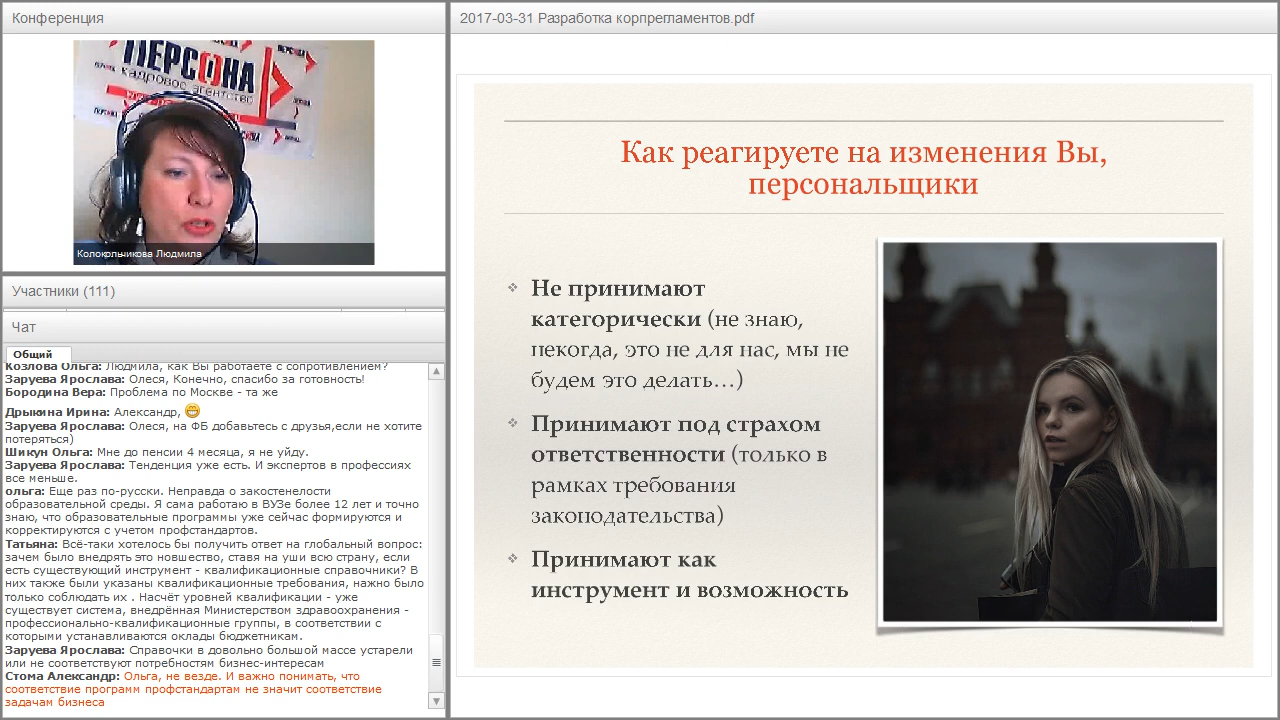 Конференция
ПЕРСОНА
кадровое агентство
Колокольчикова Людмила
Участники (111)
Чат
Общий
Козлова Ольга: Людмила, как Вы работаете с сопротивлением?
Заруева Ярослава: Олеся, Конечно, спасибо за готовность!
Бородина Вера: Проблема по Москве - та же
Дрыкина Ирина: Александр,
Заруева Ярослава: Олеся, на ФБ добавьтесь с друзья,если не хотите
потеряться)
Шикун Ольга: Мне до пенсии 4 месяца, я не уйду.
Заруева Ярослава: Тенденция уже есть. И экспертов в профессиях
все меньше.
ольга: Еще раз по-русски. Неправда о закостенелости
образовательной среды. Я сама работаю в ВУЗе более 12 лет и точно
знаю, что образовательные программы уже сейчас формируются и
корректируются с учетом профстандартов.
Татьяна: Всё-таки хотелось бы получить ответ на глобальный вопрос:
зачем было внедрять это новшество, ставя на уши всю страну, если
есть существующий инструмент - квалификационные справочники? В
них также были указаны квалификационные требования, нажно было
только соблюдать их . Насчёт уровней квалификации - уже
существует система, внедрённая Министерством здравоохранения -
профессионально-квалификационные группы, в соответствии с
которыми устанавливаются оклады бюджетникам.
Заруева Ярослава: Справочки в довольно большой массе устарели
или не соответствуют потребностям бизнес-интересам
Стома Александр: Ольга, не везде. И важно понимать, что
соответствие программ профстандартам не значит соответствие
задачам бизнеса
2017-03-31 Разработка корпрегламентов.pdf
Как реагируете на изменения Вы,
персональщики
Не принимают
категорически (не знаю,
некогда, это не для нас, мы не
будем это делать…)
Принимают под страхом
ответственности (только в
рамках требования
законодательства)
Принимают как
инструмент и возможность